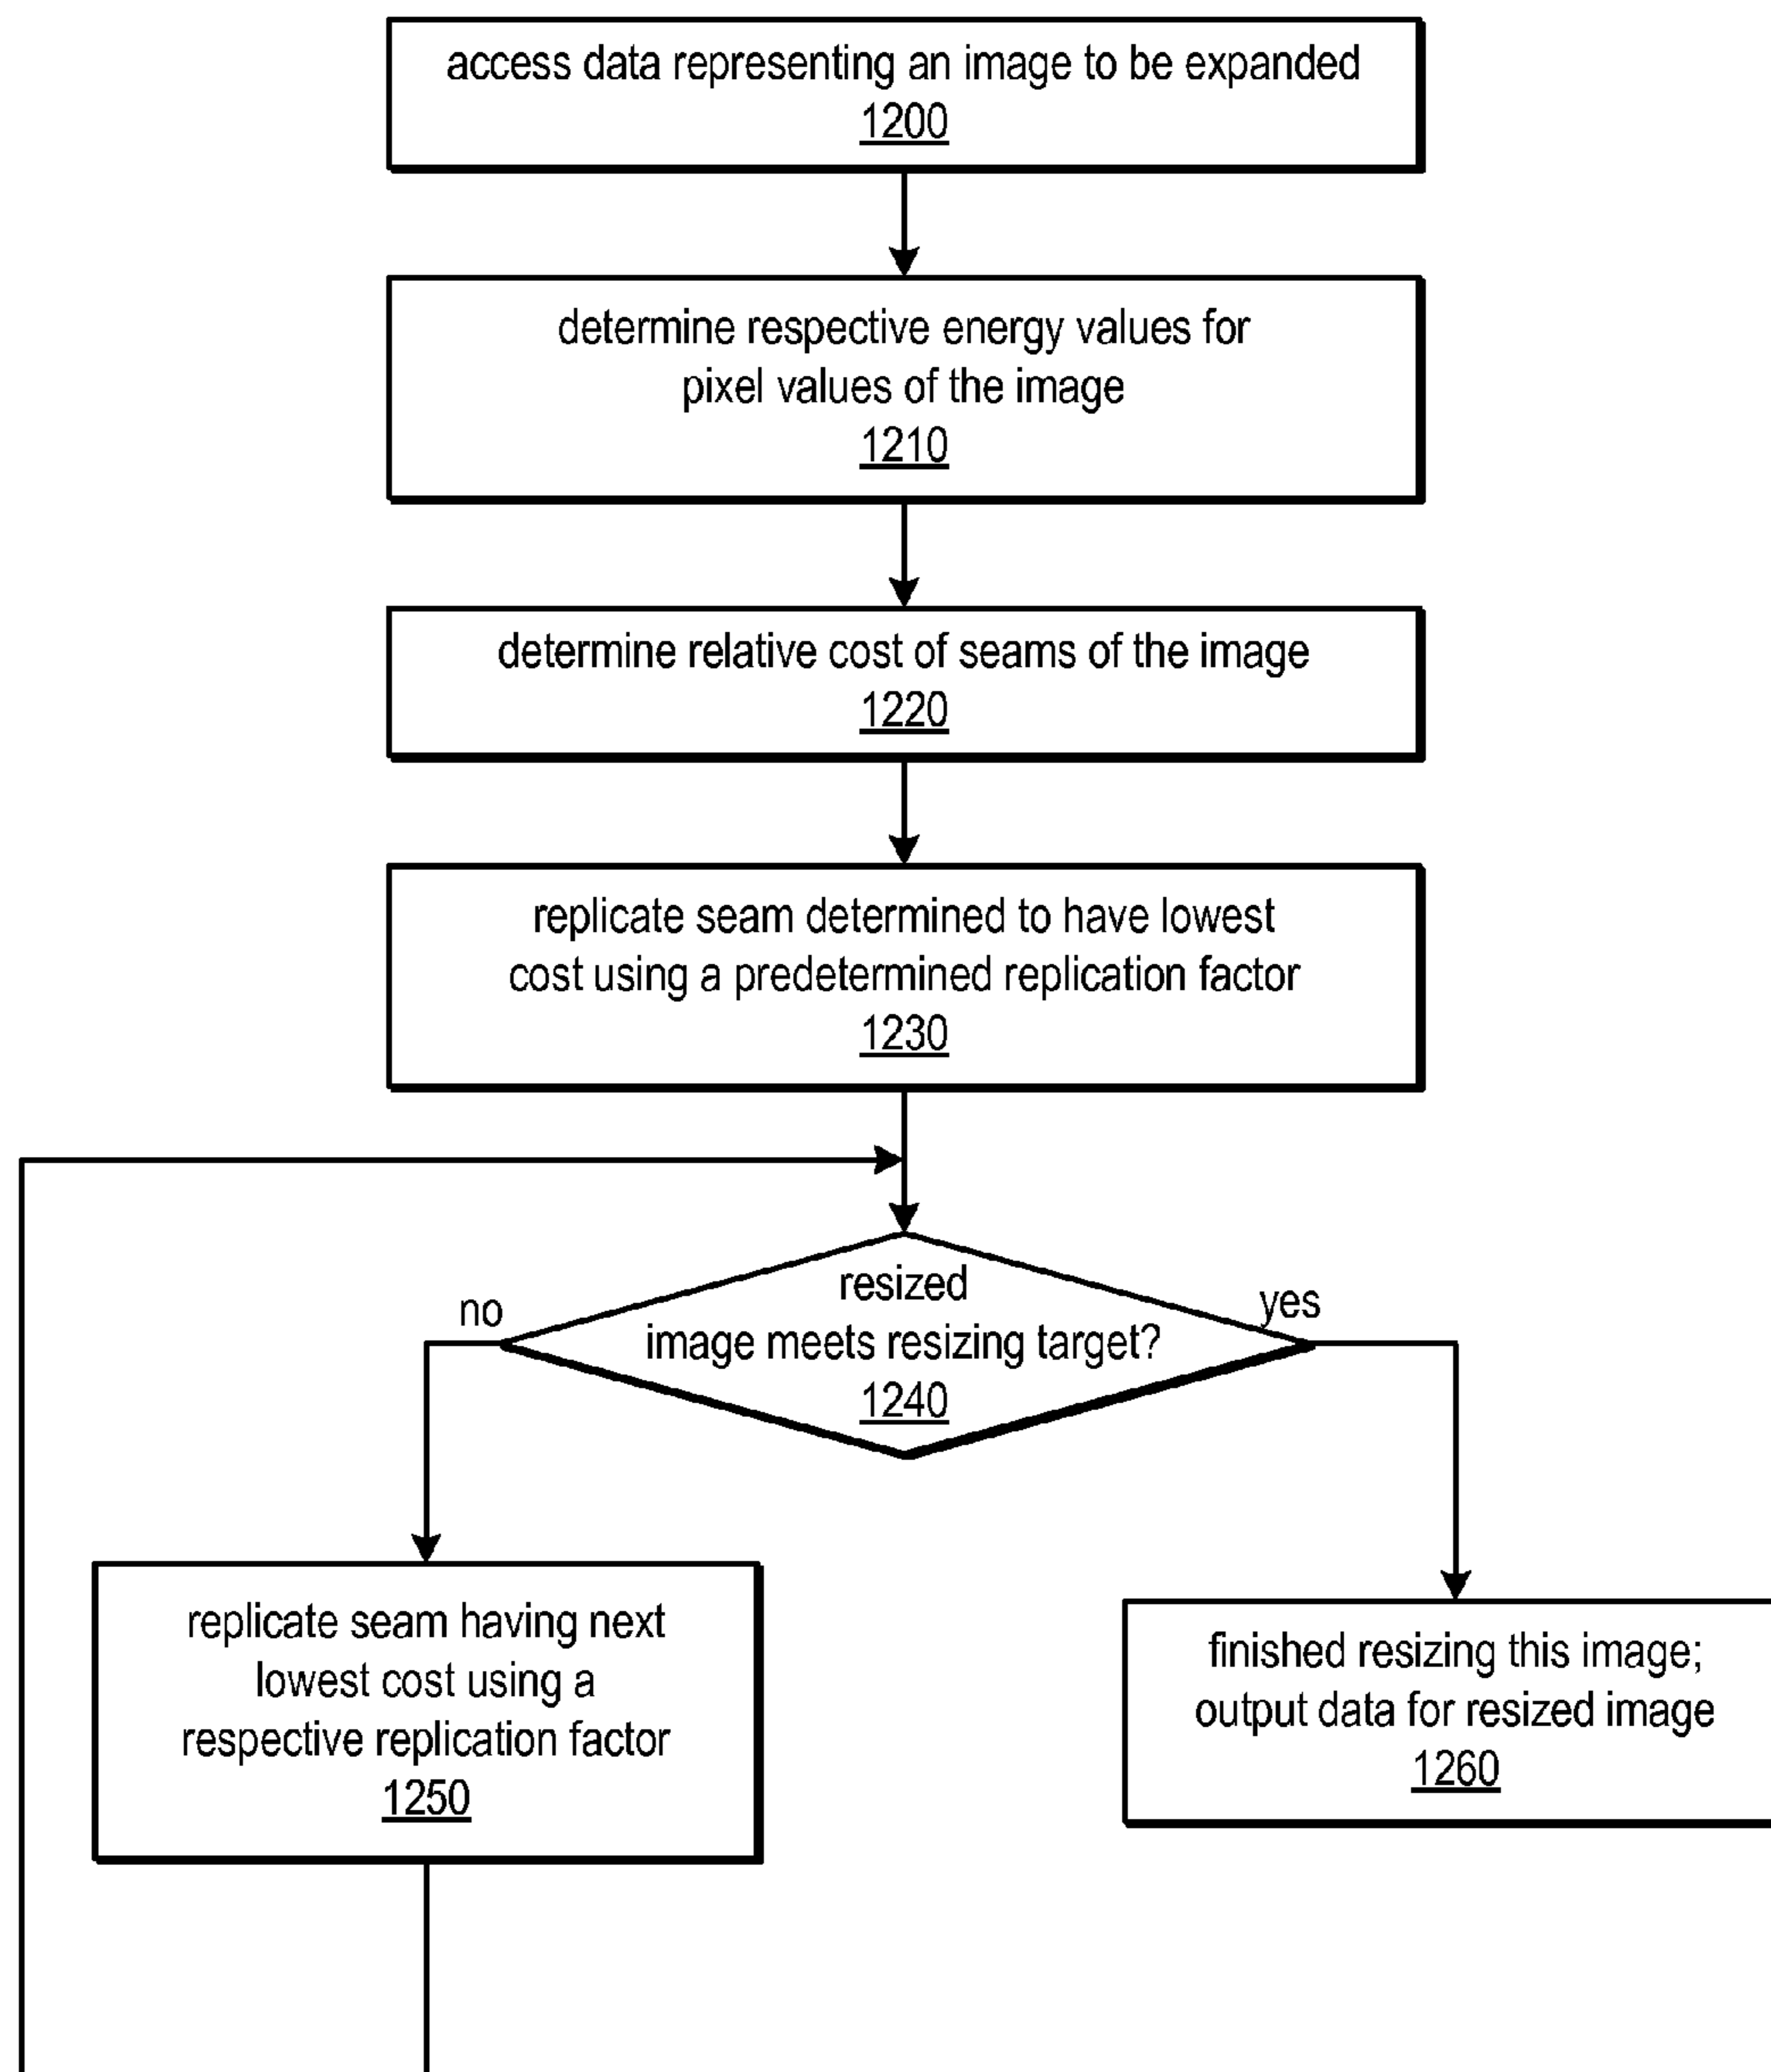 access data representing an image to be expanded
1200
determine respective energy values for
pixel values of the image
1210
determine relative cost of seams of the image
1220
replicate seam determined to have lowest
cost using a predetermined replication factor
1230
resized
image meets resizing target?
1240
no
yes
replicate seam having next
lowest cost using a
respective replication factor
1250
finished resizing this image;
output data for resized image
1260